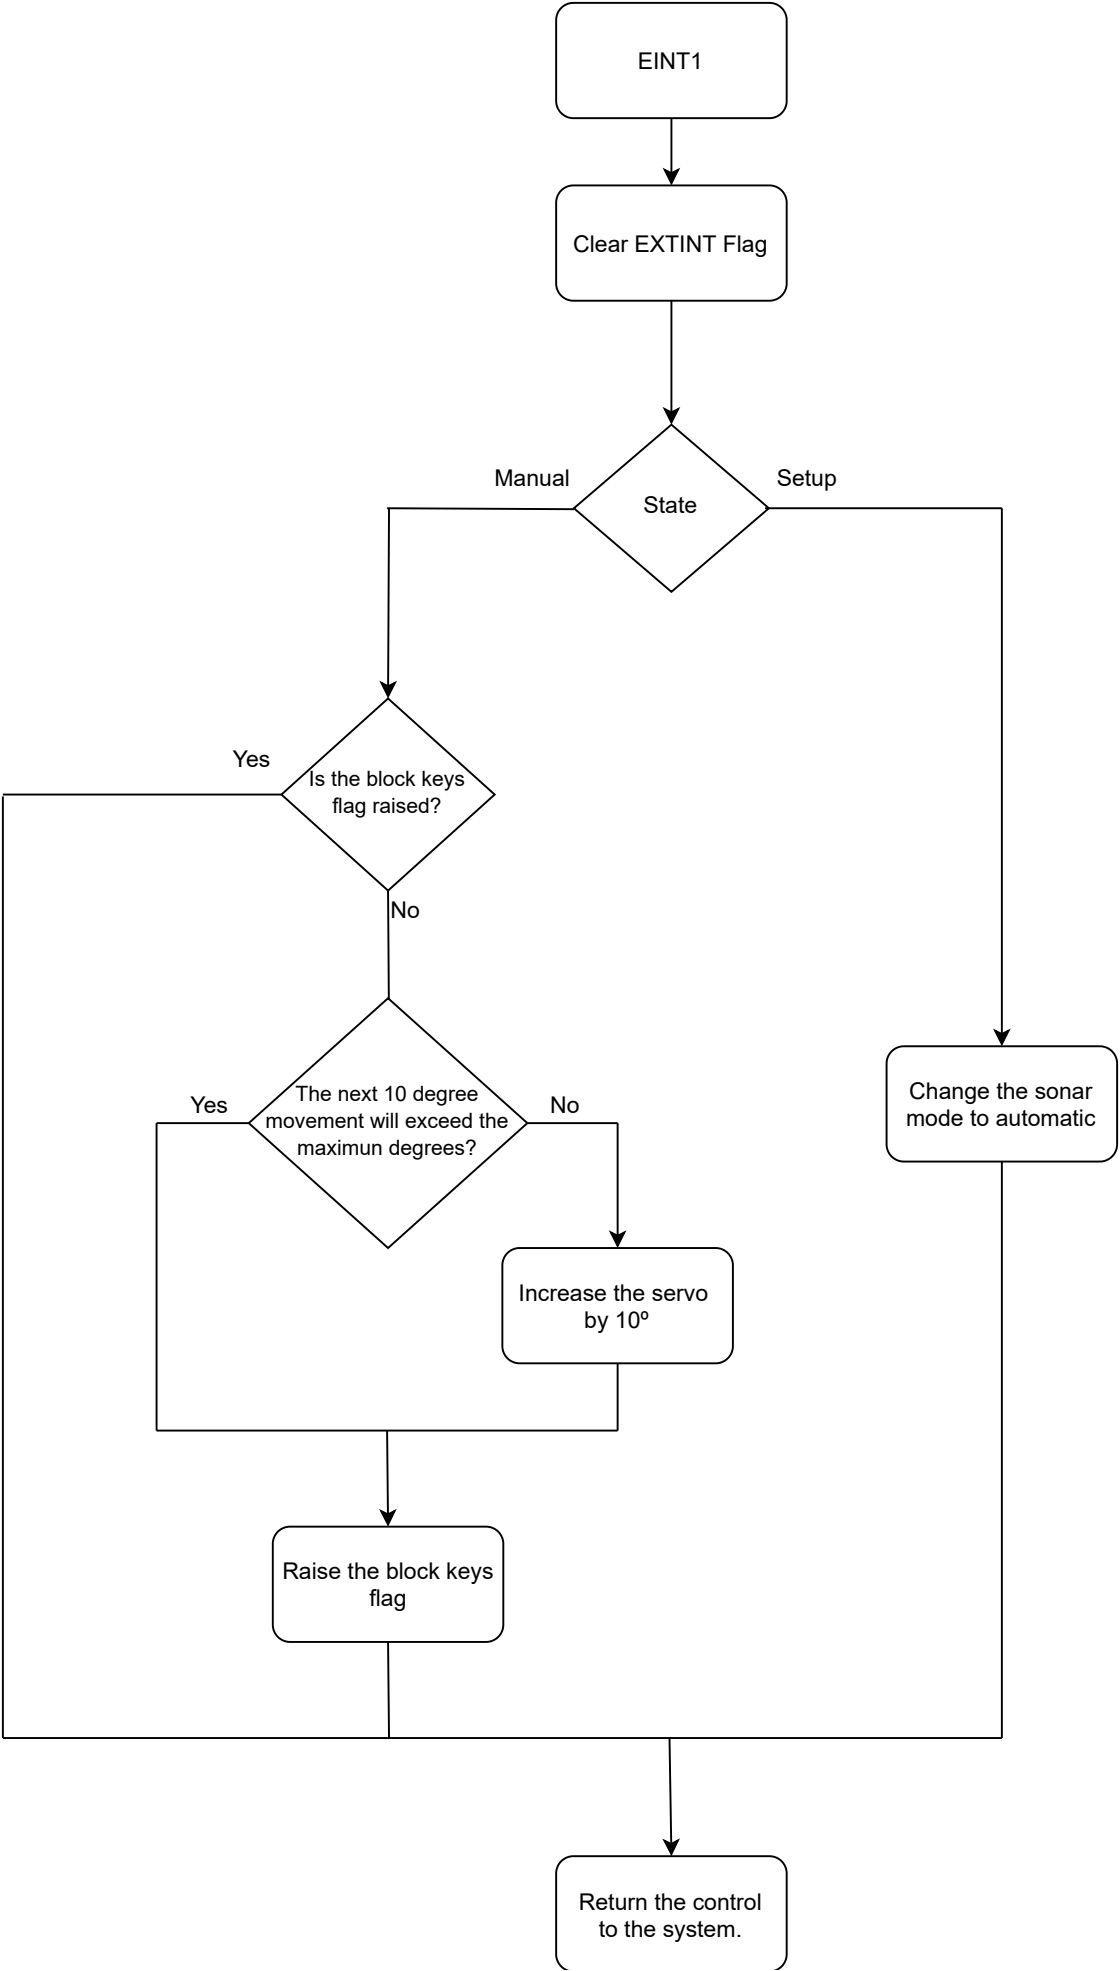 EINT1
Clear EXTINT Flag
Manual
Setup
State
Yes
Is the block keys
flag raised?
No
The next 10 degree
movement will exceed the
maximun degrees?
Yes
No
Change the sonar
mode to automatic
Increase the servo
by 10º
Raise the block keys
flag
Return the control
to the system.